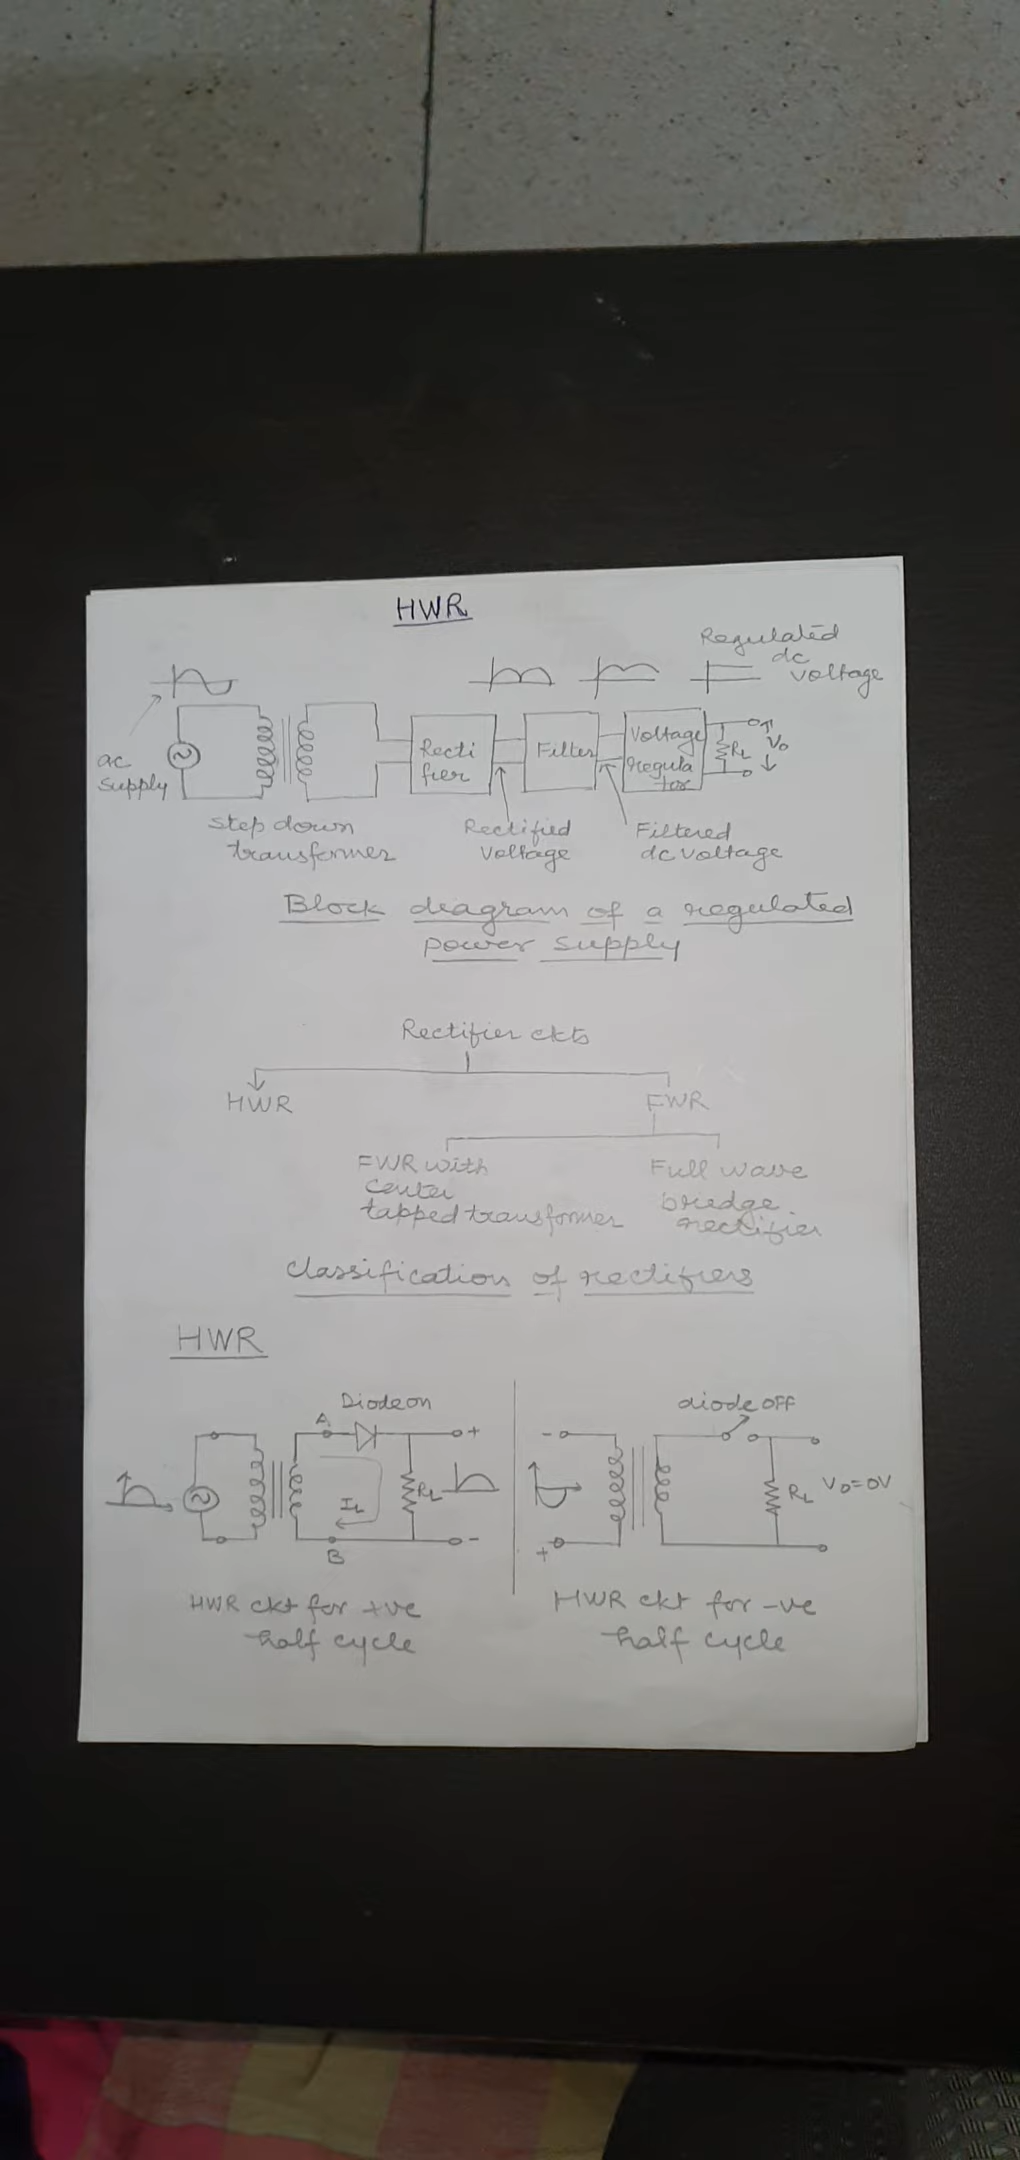 HWR
Regulated
dc
voltage
ac
supply
Recti
fier
Filter
Voltage
regula
tor
RL
Vo
step down
transformer
Rectified
voltage
Filtered
dc voltage
Block diagram of a regulated
power supply
Rectifier ckts
HWR
FWR
FWR with
center
tapped transformer
Full wave
bridge
rectifier
classification of rectifiers
HWR
Diode on
A
+
IL
RL
B
-
HWR ckt for +ve
half cycle
diode OFF
-
+
RL
Vo=0V
HWR ckt for -ve
half cycle